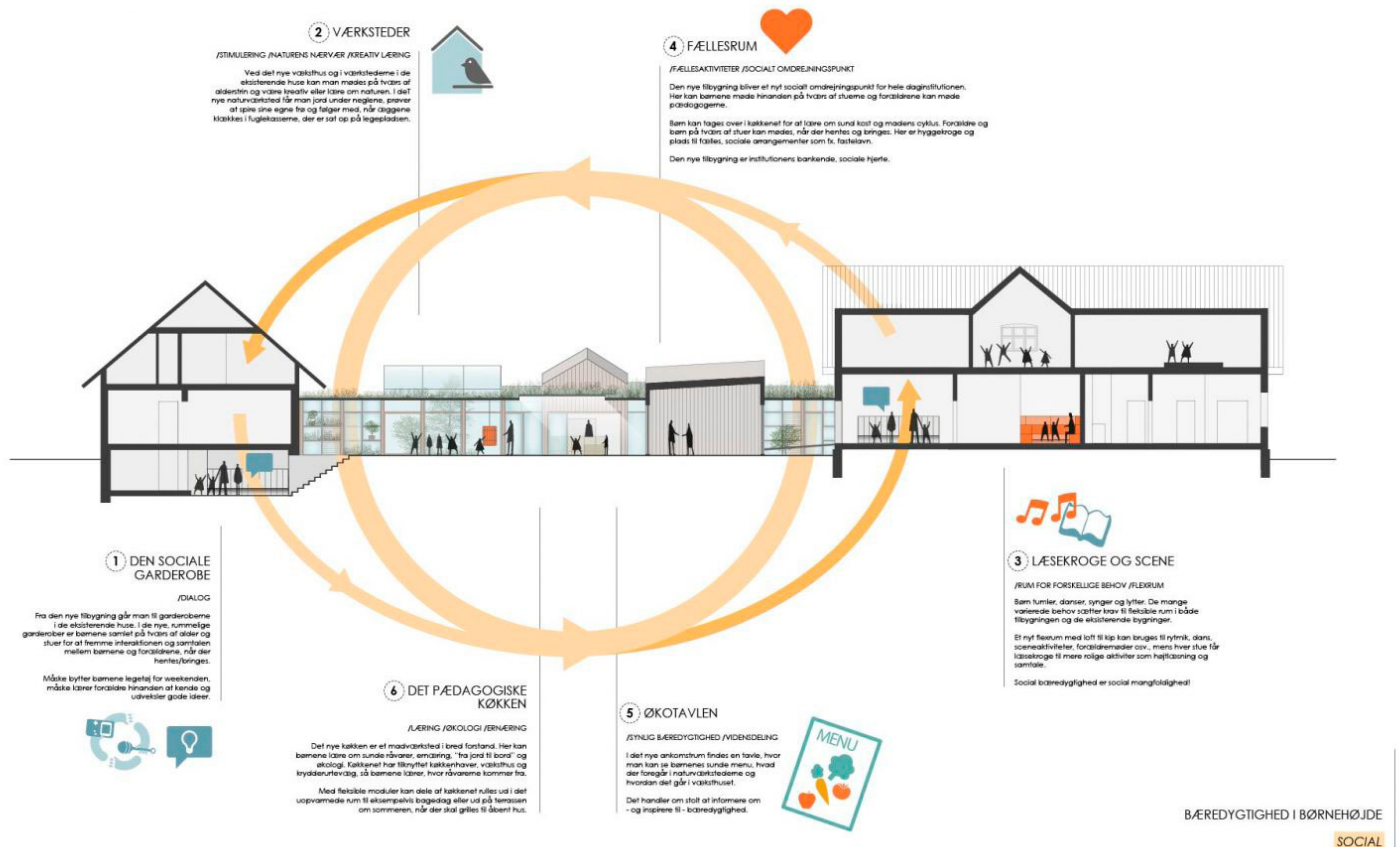 2 VÆRKSTEDER
/STIMULERING /NATURENS NÆRVÆR /KREATIV LÆRING
Ved det nye væksthus og i værkstederne i de
eksisterende huse kan man mødes på tværs af
alderstrin og være kreativ eller lære om naturen. I deT
nye naturværksted får man jord under neglene, prøver
at spire sine egne frø og følger med, når æggene
klækkes i fuglekasserne, der er sat op på legepladsen.
4 FÆLLESRUM
/FÆLLESAKTIVITETER /SOCIALT OMDREJNINGSPUNKT
Den nye tilbygning bliver et nyt socialt omdrejningspunkt for hele daginstitutionen.
Her kan børnene møde hinanden på tværs af stuerne og forældrene kan møde
pædagogerne.
Børn kan tages over i køkkenet for at lære om sund kost og madens cyklus. Forældre og
børn på tværs af stuer kan mødes, når der hentes og bringes. Her er hyggekroge og
plads til fælles, sociale arrangementer som fx. fastelavn.
Den nye tilbygning er institutionens bankende, sociale hjerte.
1 DEN SOCIALE
GARDEROBE
/DIALOG
Fra den nye tilbygning går man til garderoberne
i de eksisterende huse. I de nye, rummelige
garderober er børnene samlet på tværs af alder og
stuer for at fremme interaktionen og samtalen
mellem børnene og forældrene, når der
hentes/bringes.
Måske bytter børnene legetøj for weekenden,
måske lærer forældre hinanden at kende og
udveksler gode ideer.
3 LÆSEKROGE OG SCENE
/RUM FOR FORSKELLIGE BEHOV /FLEXRUM
Børn tumler, danser, synger og lytter. De mange
varierede behov sætter krav til fleksible rum i både
tilbygningen og de eksisterende bygninger.
Et nyt flexrum med loft til kip kan bruges til rytmik, dans,
sceneaktiviteter, forældremøder osv., mens hver stue får
læsekroge til mere rolige aktiviter som højtlæsning og
samtale.
Social bæredygtighed er social mangfoldighed!
6 DET PÆDAGOGISKE
KØKKEN
/LÆRING /ØKOLOGI /ERNÆRING
Det nye køkken er et madværksted i bred forstand. Her kan
børnene lære om sunde råvarer, ernæring, "fra jord til bord" og
økologi. Køkkenet har tilknyttet køkkenhaver, væksthus og
krydderurtevæg, så børnene lærer, hvor råvarerne kommer fra.
Med fleksible moduler kan dele af køkkenet rulles ud i det
uopvarmede rum til eksempelvis bagedag eller ud på terrassen
om sommeren, når der skal grilles til åbent hus.
5 ØKOTAVLEN
/SYNLIG BÆREDYGTIGHED /VIDENSDELING
I det nye ankomstrum findes en tavle, hvor
man kan se børnenes sunde menu, hvad
der foregår i naturværkstederne og
hvordan det går i væksthuset.
Det handler om stolt at informere om
- og inspirere til - bæredygtighed.
MENU
BÆREDYGTIGHED I BØRNEHØJDE
SOCIAL